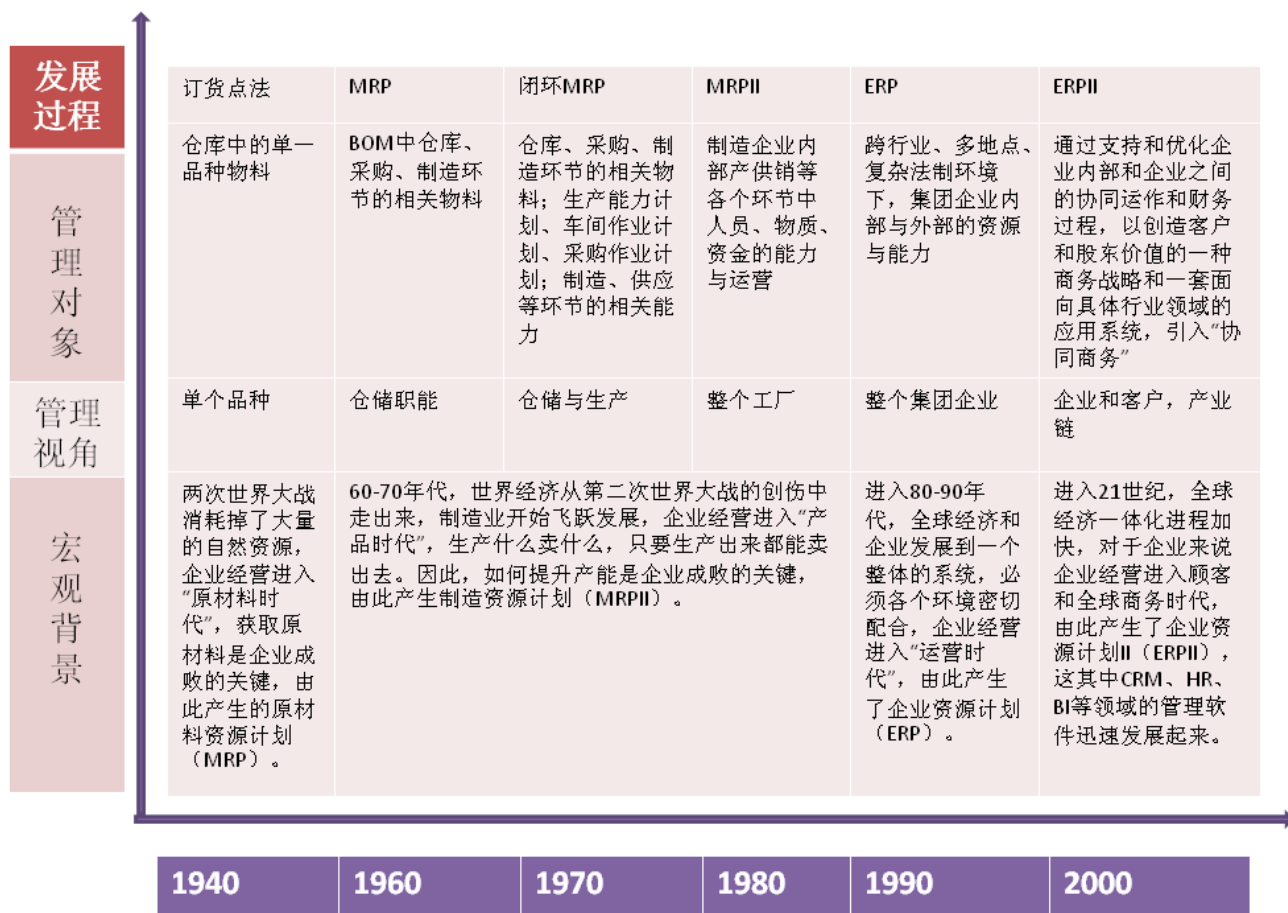 发展
过程
订货点法
MRP
闭环MRP
MRPII
ERP
ERPII
管
理
对
象
仓库中的单一
品种物料
BOM中仓库、
采购、制造环
节的相关物料
仓库、采购、制
造环节的相关物
料；生产能力计
划、车间作业计
划、采购作业计
划；制造、供应
等环节的相关能
力
制造企业内
部产供销等
各个环节中
人员、物质、
资金的能力
与运营
跨行业、多地点、
复杂法制环境
下，集团企业内
部与外部的资源
与能力
通过支持和优化企
业内部和企业之间
的协同运作和财务
过程，以创造客户
和股东价值的一种
商务战略和一套面
向具体行业领域的
应用系统，引入“协
同商务”
管理
视角
单个品种
仓储职能
仓储与生产
整个工厂
整个集团企业
企业和客户，产业
链
宏
观
背
景
两次世界大战
消耗掉了大量
的自然资源，
企业经营进入
“原材料时
代”，获取原
材料是企业成
败的关键，由
此产生的原材
料资源计划
（MRP）。
60-70年代，世界经济从第二次世界大战的创伤中
走出来，制造业开始飞跃发展，企业经营进入“产
品时代”，生产什么卖什么，只要生产出来都能卖
出去。因此，如何提升产能是企业成败的关键，
由此产生制造资源计划（MRPII）。
进入80-90年
代，全球经济和
企业发展到一个
整体的系统，必
须各个环境密切
配合，企业经营
进入“运营时
代”，由此产生
了企业资源计划
（ERP）。
进入21世纪，全球
经济一体化进程加
快，对于企业来说
企业经营进入顾客
和全球商务时代，
由此产生了企业资
源计划II（ERPII），
这其中CRM、HR、
BI等领域的管理软
件迅速发展起来。
1940
1960
1970
1980
1990
2000